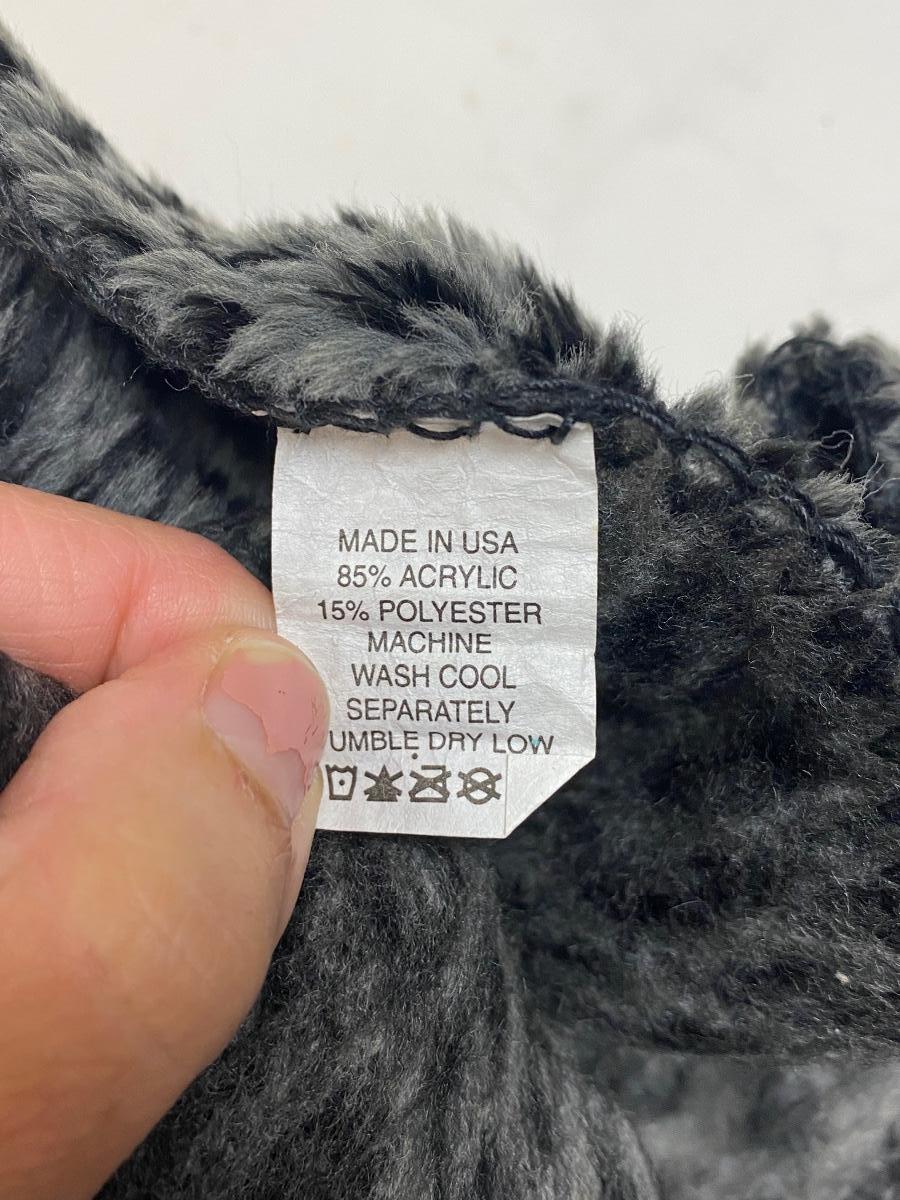 MADE IN USA
85% ACRYLIC
15% POLYESTER
MACHINE
WASH COOL
SEPARATELY
UMBLE DRY LOW